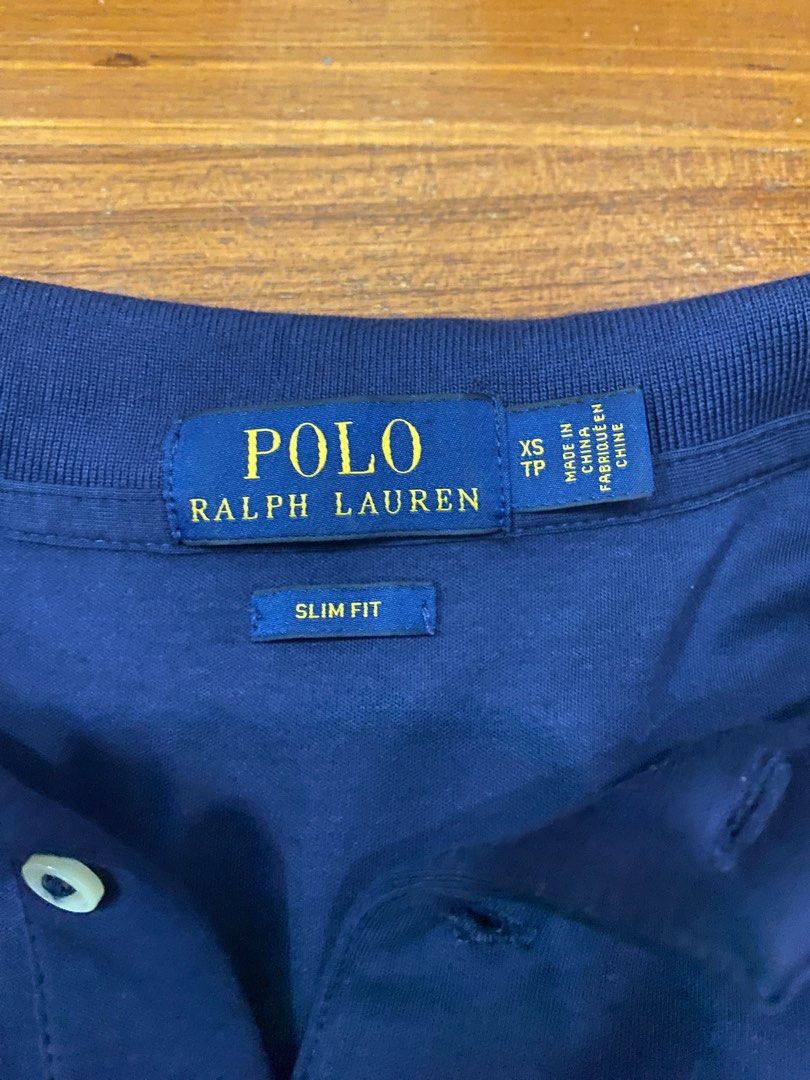 POLO
RALPH LAUREN
XS
TP
MADE IN
CHINA
FABRIQUÉ EN
CHINE
SLIM FIT